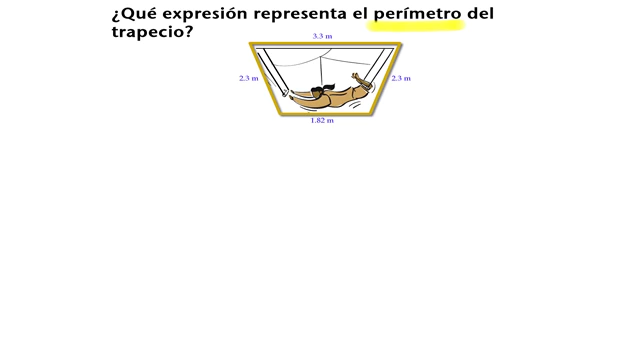 ¿Qué expresión representa el perímetro del
trapecio?
3.3 m
2.3 m
2.3 m
1.82 m